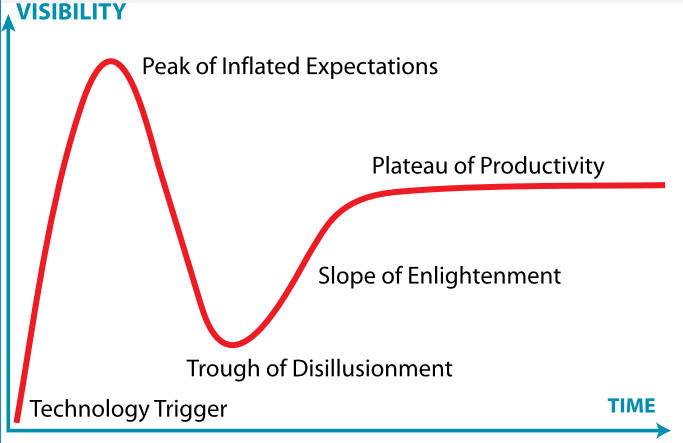 VISIBILITY
Peak of Inflated Expectations
Plateau of Productivity
Slope of Enlightenment
Trough of Disillusionment
Technology Trigger
TIME